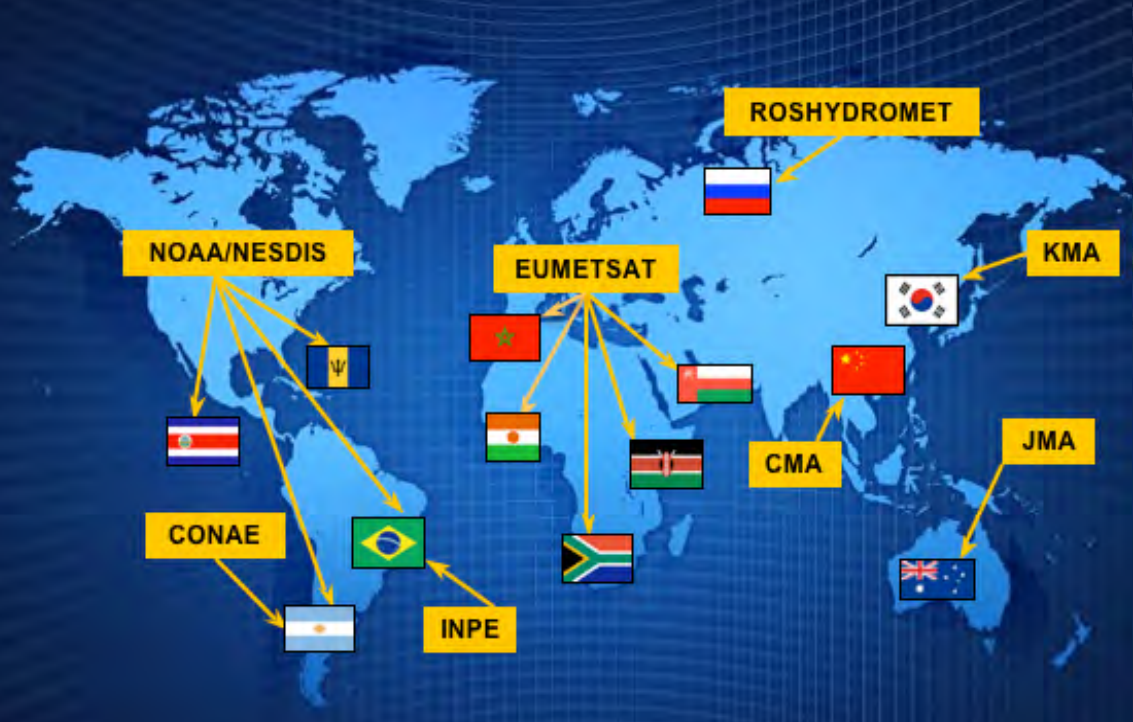 ROSHYDROMET
NOAA/NESDIS
EUMETSAT
KMA
CMA
JMA
CONAE
INPE